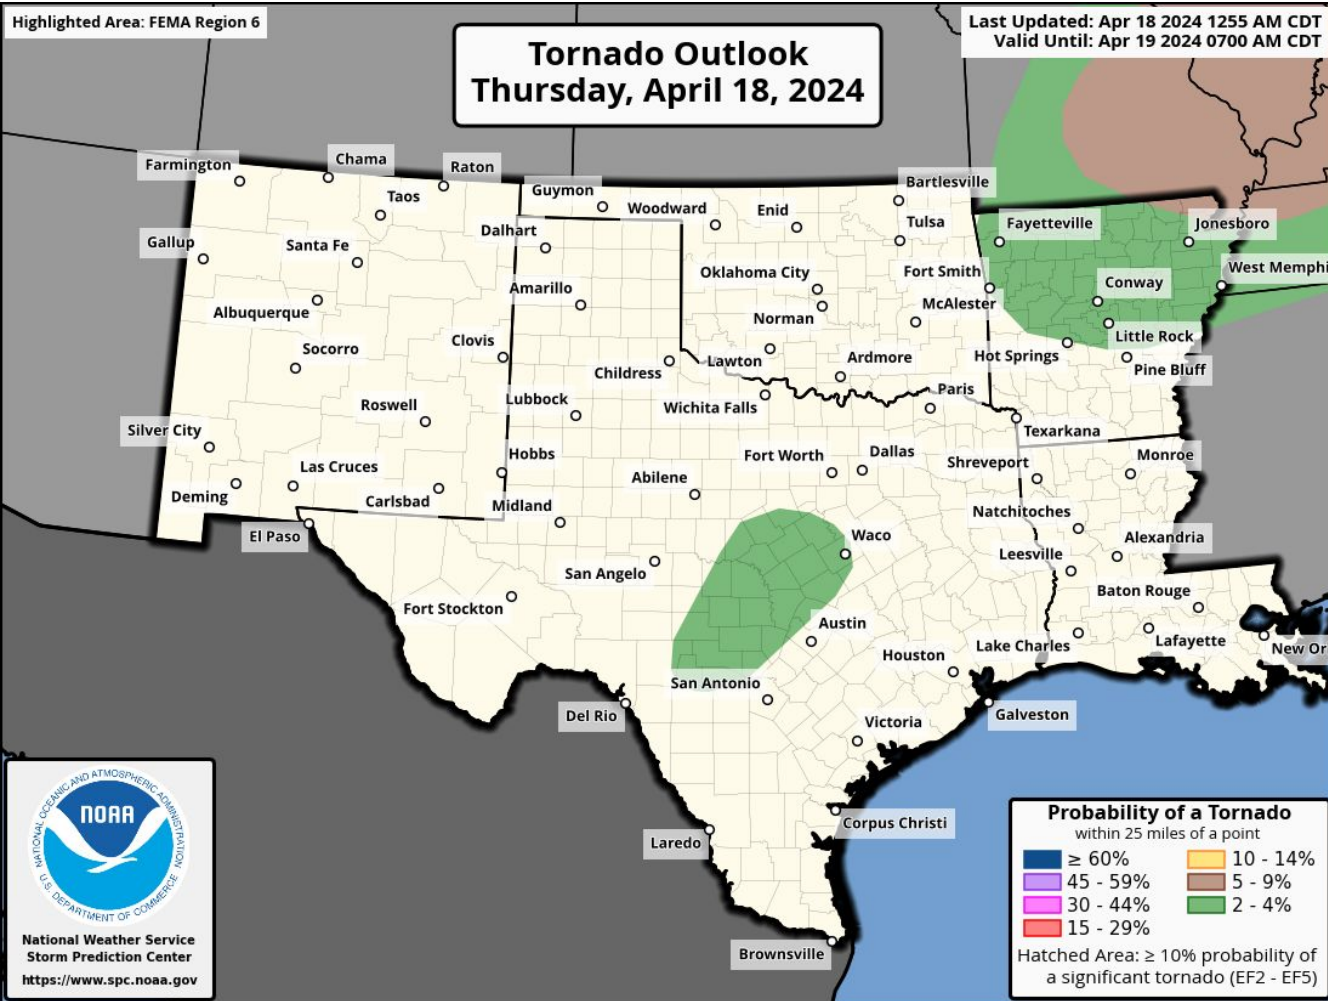 Highlighted Area: FEMA Region 6
Last Updated: Apr 18 2024 1255 AM CDT
Valid Until: Apr 19 2024 0700 AM CDT
Tornado Outlook
Thursday, April 18, 2024
Farmington
Chama
Raton
Taos
Guymon
Woodward
Enid
Bartlesville
Gallup
Santa Fe
Dalhart
Tulsa
Fayetteville
Jonesboro
Amarillo
Oklahoma City
Fort Smith
West Memphi
Albuquerque
Norman
McAlester
Conway
Socorro
Clovis
Childress
Lawton
Ardmore
Hot Springs
Little Rock
Pine Bluff
Roswell
Lubbock
Wichita Falls
Paris
Silver City
Texarkana
Las Cruces
Hobbs
Abilene
Fort Worth
Dallas
Shreveport
Monroe
Deming
Carlsbad
Midland
Natchitoches
El Paso
Waco
Alexandria
San Angelo
Leesville
Fort Stockton
Baton Rouge
Austin
Lake Charles
Lafayette
New Or
Houston
San Antonio
Del Rio
Galveston
Victoria
Corpus Christi
Laredo
Brownsville
NATIONAL OCEANIC AND ATMOSPHERIC ADMINISTRATION
NOAA
U.S. DEPARTMENT OF COMMERCE
National Weather Service
Storm Prediction Center
https://www.spc.noaa.gov
Probability of a Tornado
within 25 miles of a point
≥ 60%
10 - 14%
45 - 59%
5 - 9%
30 - 44%
2 - 4%
15 - 29%
Hatched Area: ≥ 10% probability of
a significant tornado (EF2 - EF5)